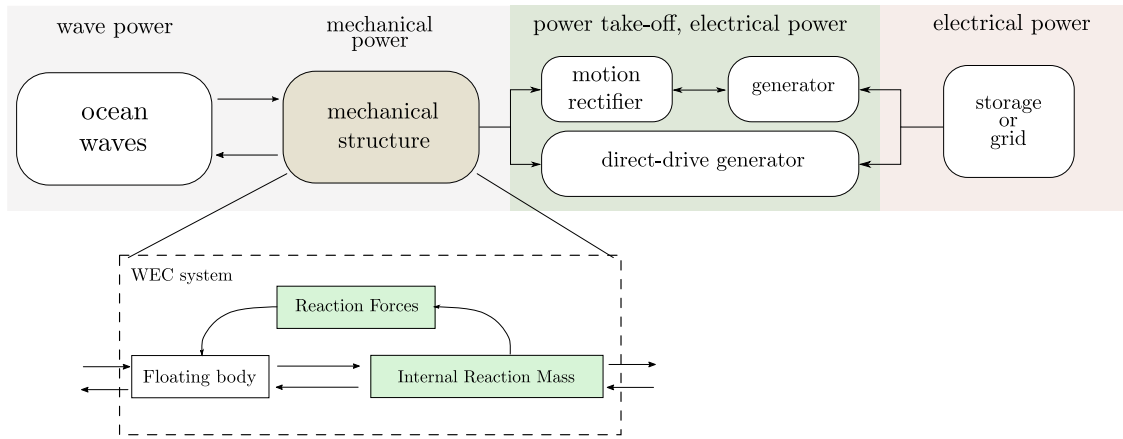 wave power
mechanical
power
power take-off, electrical power
electrical power
ocean
waves
mechanical
structure
motion
rectifier
generator
direct-drive generator
storage
or
grid
WEC system
Reaction Forces
Floating body
Internal Reaction Mass